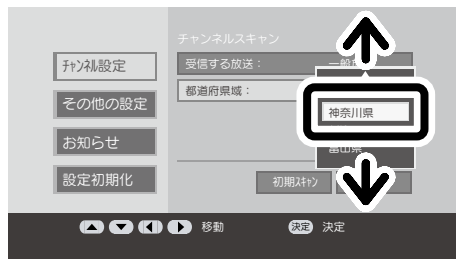 チャンネルスキャン
チャンネル設定
受信する放送：
その他の設定
都道府県域：
神奈川県
お知らせ
富山県
設定初期化
初期スキャン
移動
決定 決定